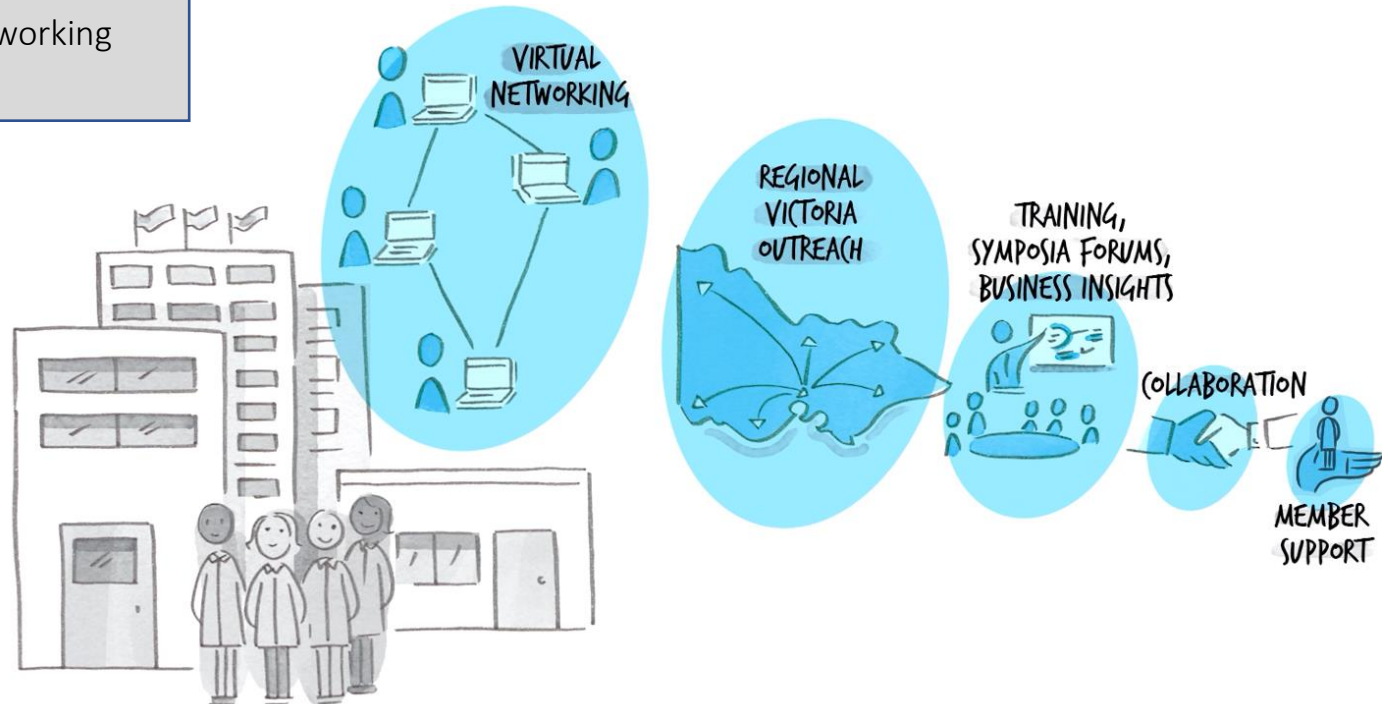 working
VIRTUAL
NETWORKING
REGIONAL
VICTORIA
OUTREACH
TRAINING,
SYMPOSIA FORUMS,
BUSINESS INSIGHTS
COLLABORATION
MEMBER
SUPPORT